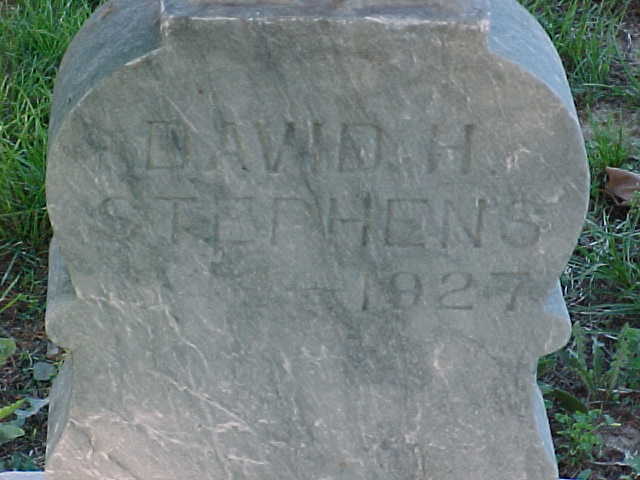 DAVID H.
STEPHENS
— 1927